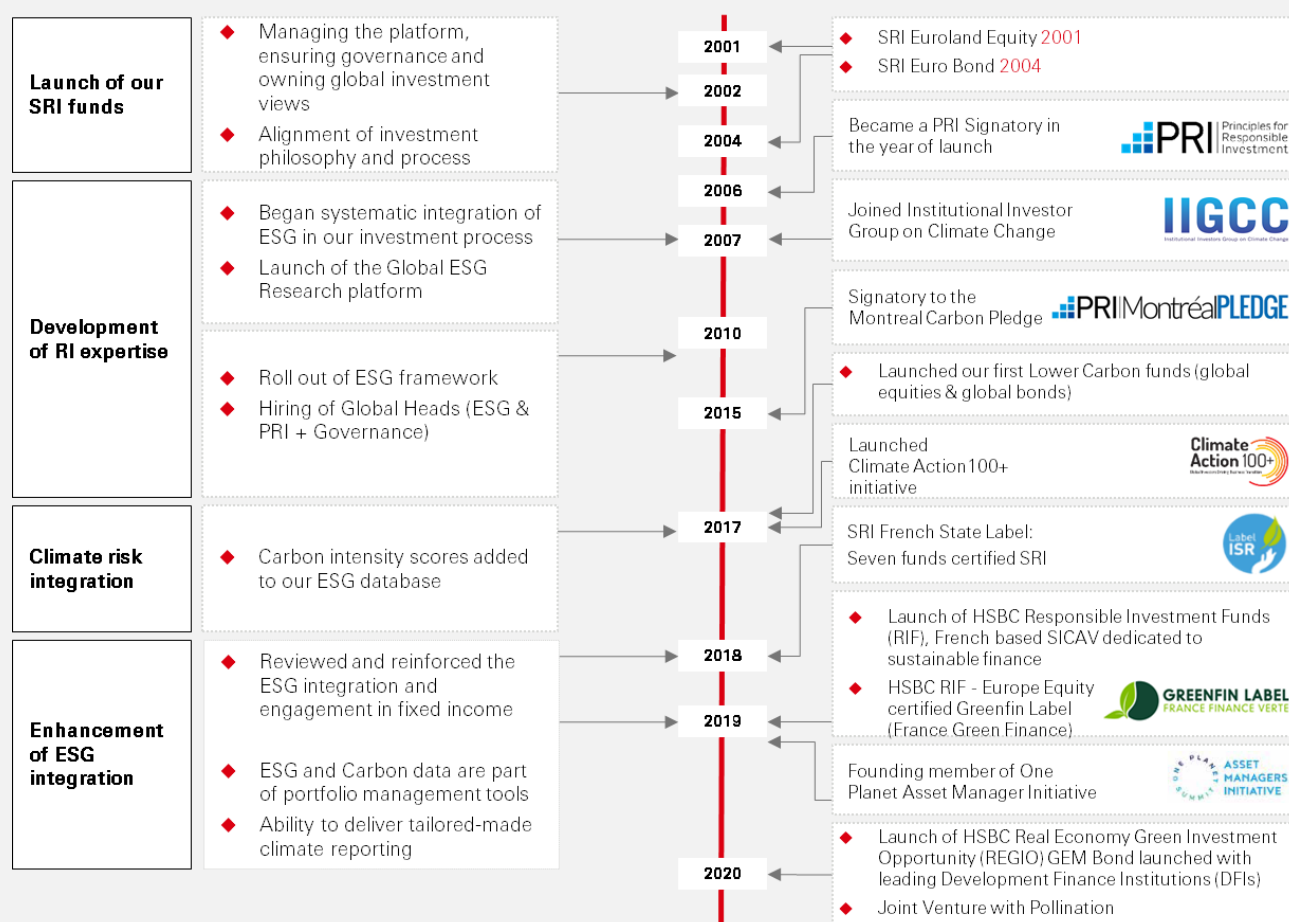 Launch of our
SRI funds
Managing the platform,
ensuring governance and
owning global investment
views
Alignment of investment
philosophy and process
Development
of RI expertise
Began systematic integration of
ESG in our investment process
Launch of the Global ESG
Research platform
Roll out of ESG framework
Hiring of Global Heads (ESG &
PRI + Governance)
Climate risk
integration
Carbon intensity scores added
to our ESG database
Enhancement
of ESG
integration
Reviewed and reinforced the
ESG integration and
engagement in fixed income
ESG and Carbon data are part
of portfolio management tools
Ability to deliver tailored-made
climate reporting
2001
2002
2004
2006
2007
2010
2015
2017
2018
2019
2020
SRI Euroland Equity 2001
SRI Euro Bond 2004
Became a PRI Signatory in
the year of launch
PRI
Principles for
Responsible
Investment
Joined Institutional Investor
Group on Climate Change
IIGCC
Institutional Investors Group on Climate Change
Signatory to the
Montreal Carbon Pledge
PRI MontréalPLEDGE
Launched our first Lower Carbon funds (global
equities & global bonds)
Launched
Climate Action 100+
initiative
Climate
Action 100+
SRI French State Label:
Seven funds certified SRI
Label
ISR
Launch of HSBC Responsible Investment Funds
(RIF), French based SICAV dedicated to
sustainable finance
HSBC RIF - Europe Equity
certified Greenfin Label
(France Green Finance)
GREENFIN LABEL
FRANCE FINANCE VERTE
Founding member of One
Planet Asset Manager Initiative
ONE PLANET
SUMMIT
ASSET
MANAGERS
INITIATIVE
Launch of HSBC Real Economy Green Investment
Opportunity (REGIO) GEM Bond launched with
leading Development Finance Institutions (DFIs)
Joint Venture with Pollination